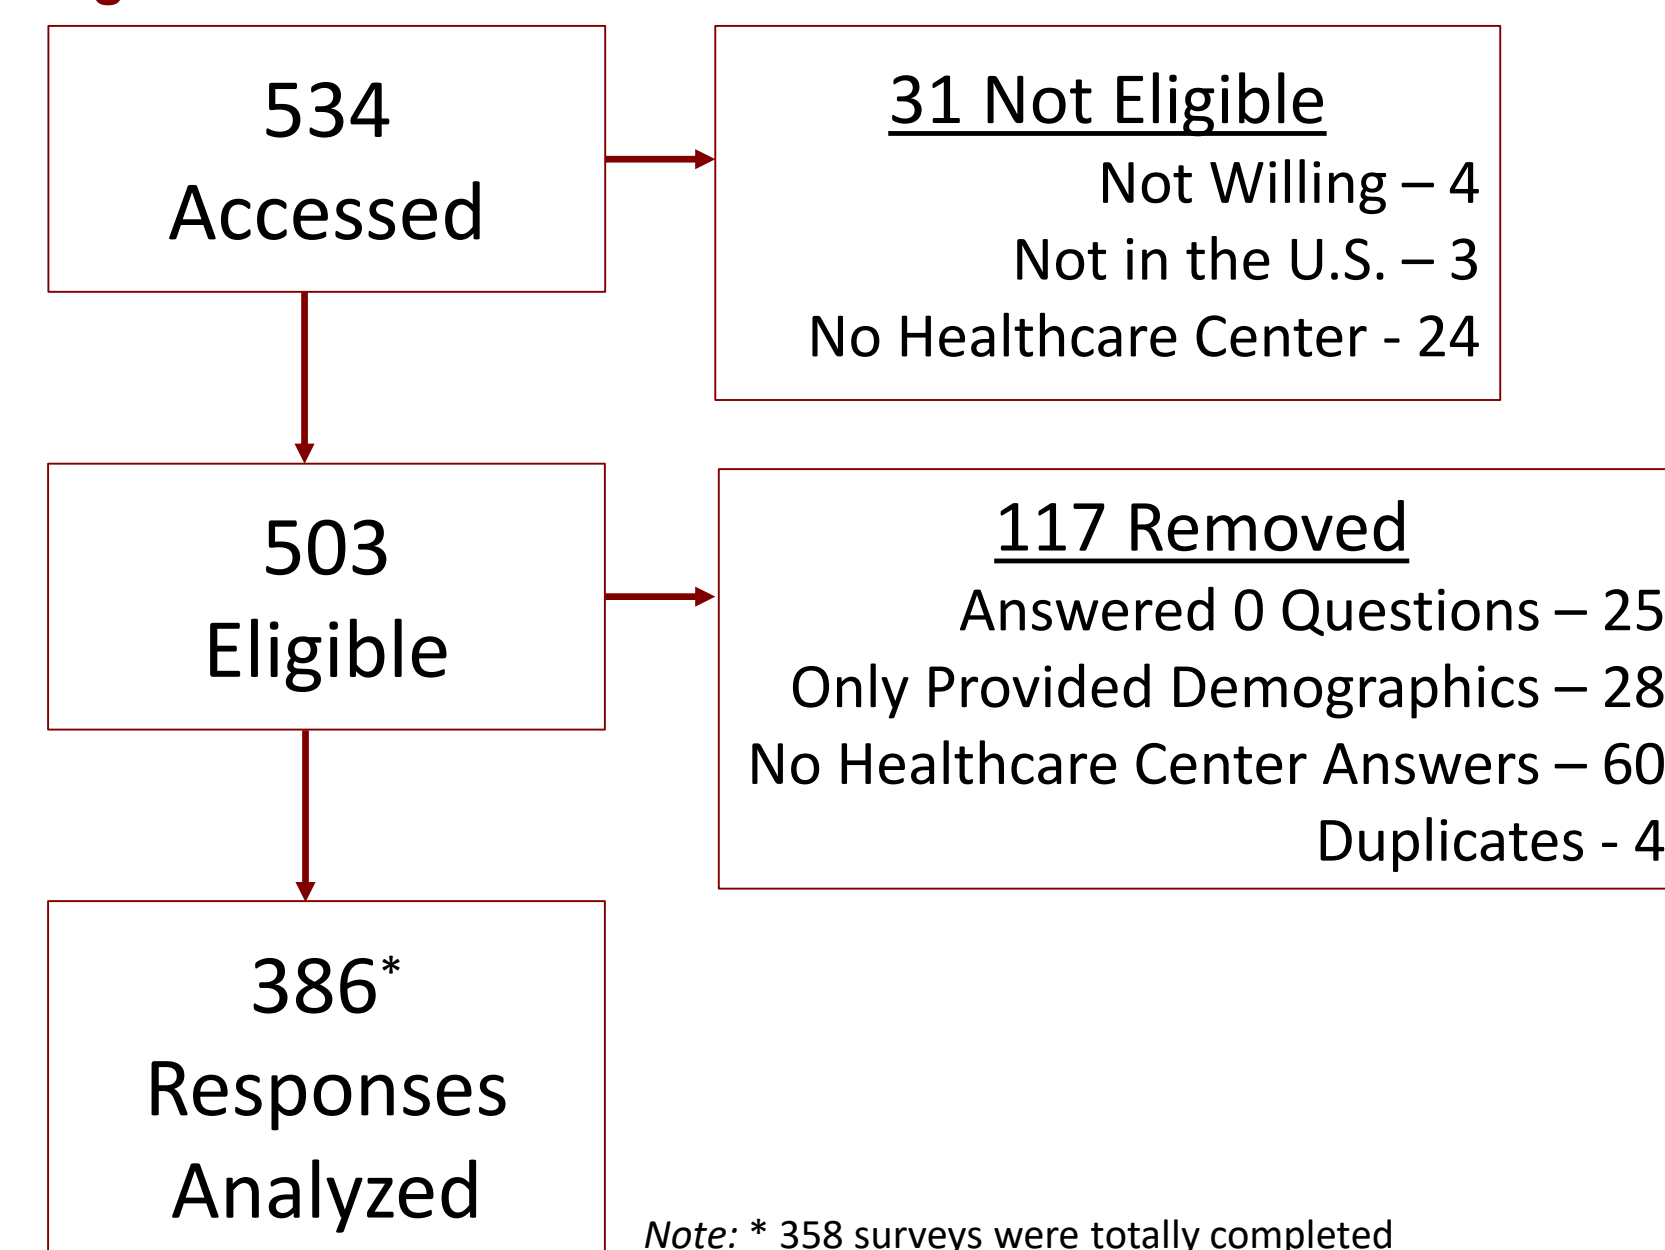 534
Accessed
31 Not Eligible
Not Willing – 4
Not in the U.S. – 3
No Healthcare Center - 24
503
Eligible
117 Removed
Answered 0 Questions – 25
Only Provided Demographics – 28
No Healthcare Center Answers – 60
Duplicates - 4
386*
Responses
Analyzed
Note: * 358 surveys were totally completed